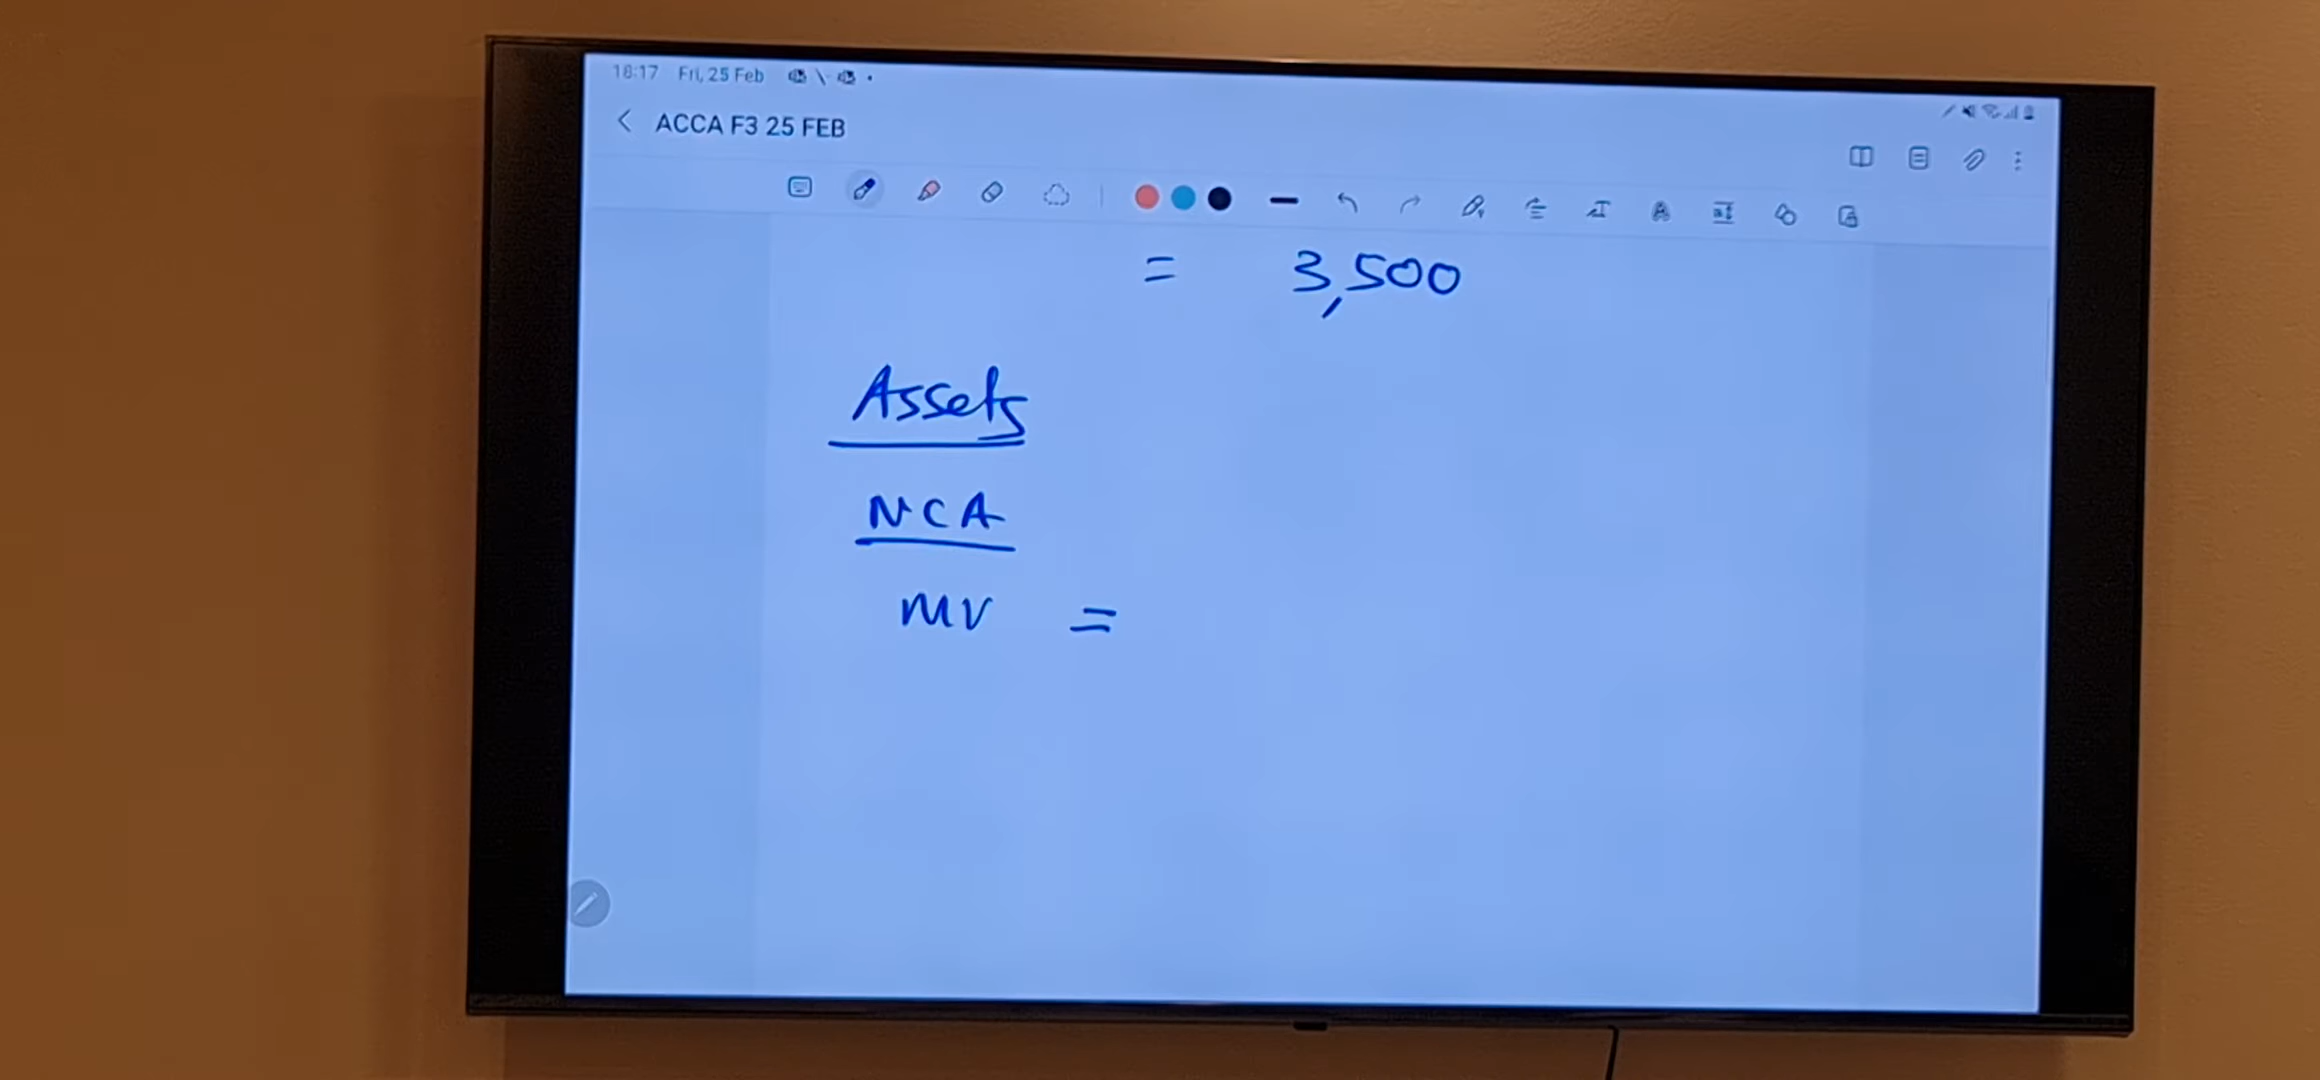 18:17 Fri, 25 Feb
ACCA F3 25 FEB
= 3,500
Assets
NCA
MV =